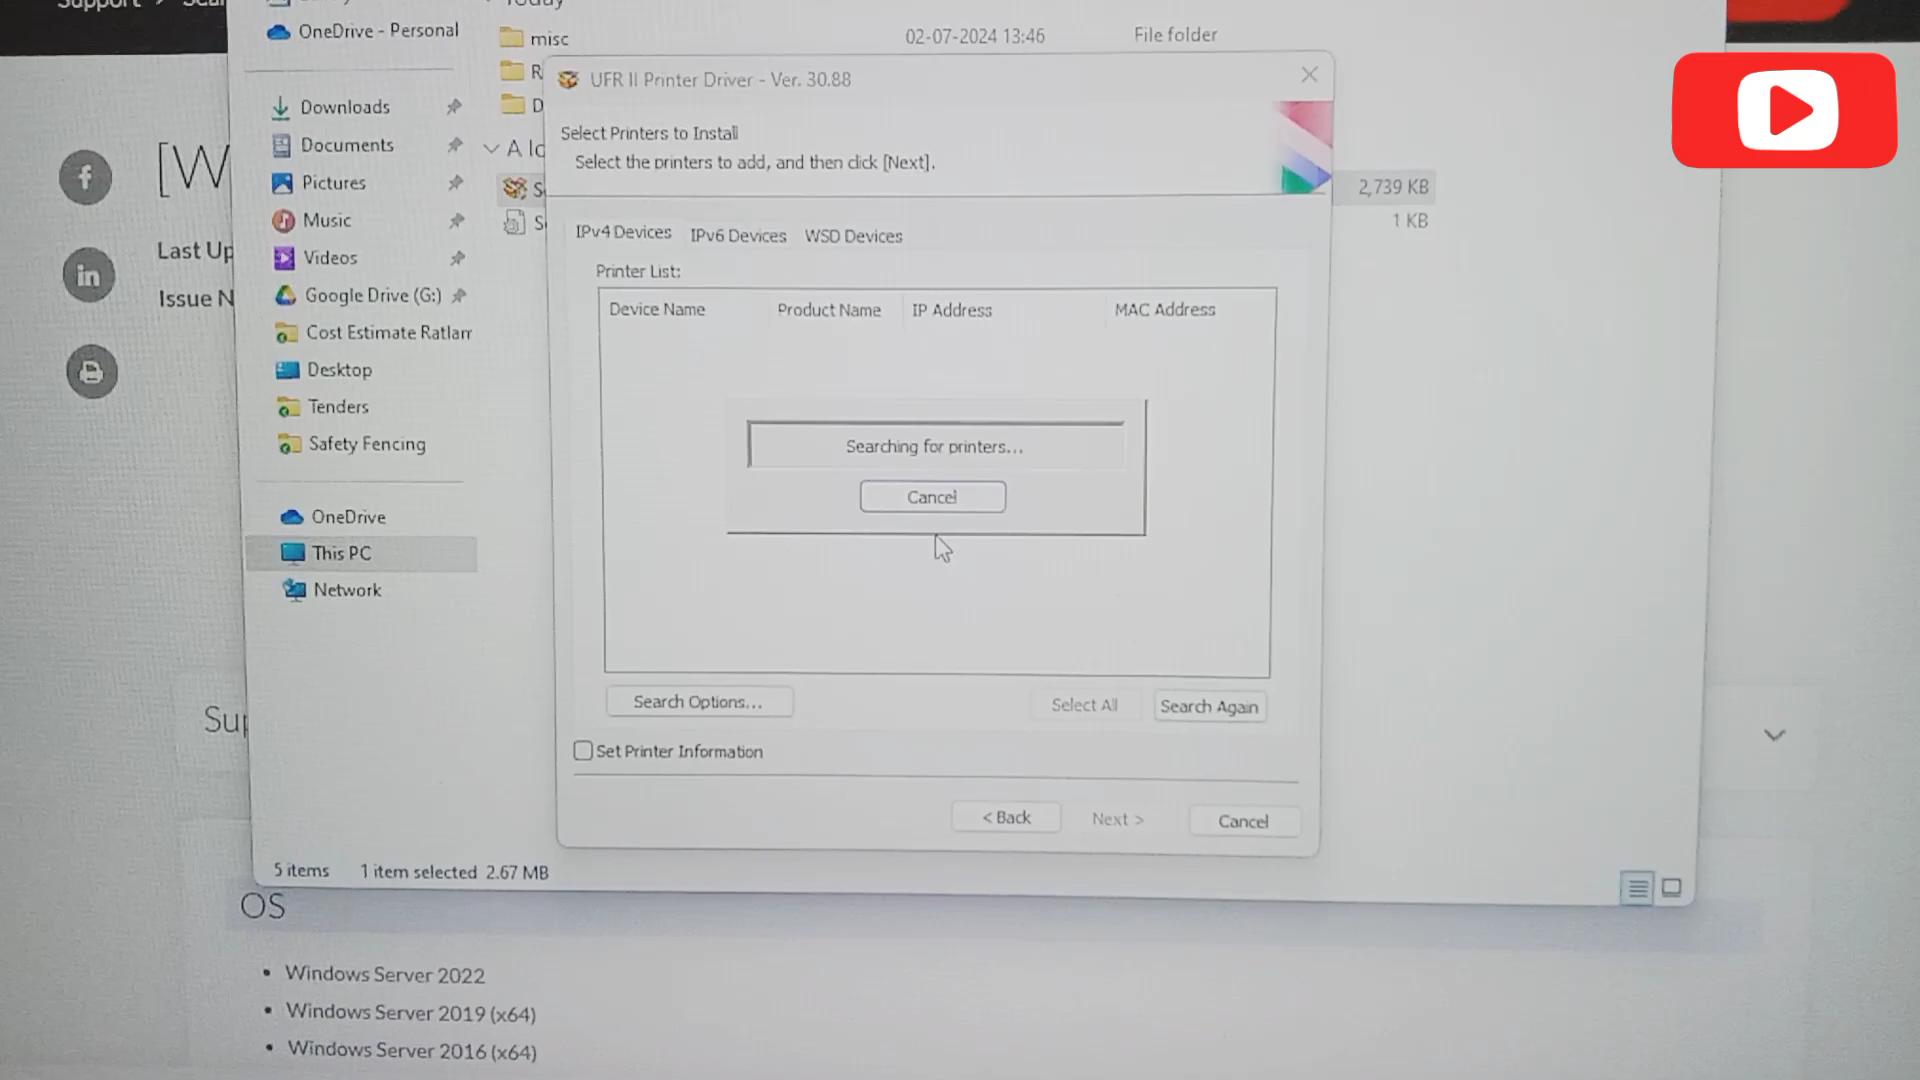 Support
OneDrive - Personal
misc
02-07-2024 13:46
File folder
UFR II Printer Driver - Ver. 30.88
Downloads
Select Printers to Install
Documents
Select the printers to add, and then click [Next].
[W
Pictures
2,739 KB
Music
1 KB
IPv4 Devices
IPv6 Devices
WSD Devices
Last Up
Videos
Printer List:
Issue N
Google Drive (G:)
Device Name
Product Name
IP Address
MAC Address
Cost Estimate Ratlam
Desktop
Tenders
Safety Fencing
Searching for printers...
Cancel
OneDrive
This PC
Network
Search Options...
Select All
Search Again
Set Printer Information
< Back
Next >
Cancel
5 items
1 item selected 2.67 MB
OS
Windows Server 2022
Windows Server 2019 (x64)
Windows Server 2016 (x64)
f
in